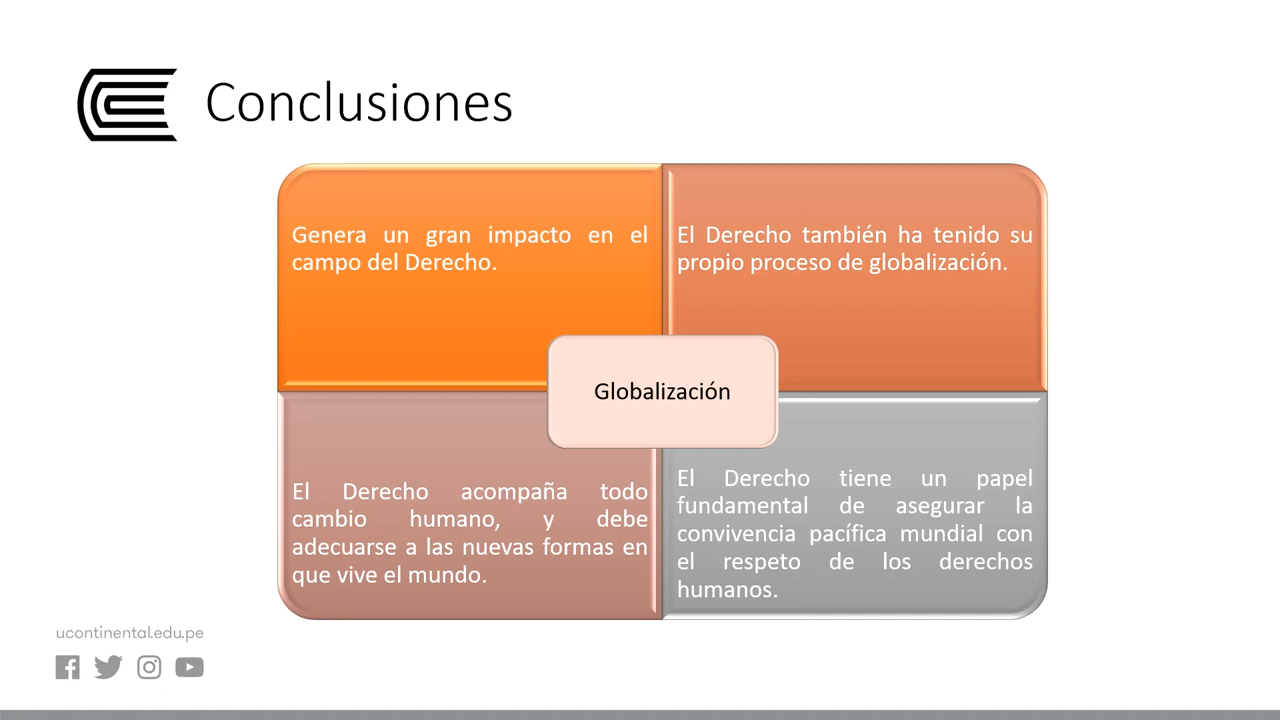 Conclusiones
Genera un gran impacto en el
campo del Derecho.
El Derecho también ha tenido su
propio proceso de globalización.
Globalización
El Derecho acompaña todo
cambio humano, y debe
adecuarse a las nuevas formas en
que vive el mundo.
El Derecho tiene un papel
fundamental de asegurar la
convivencia pacífica mundial con
el respeto de los derechos
humanos.
ucontinental.edu.pe